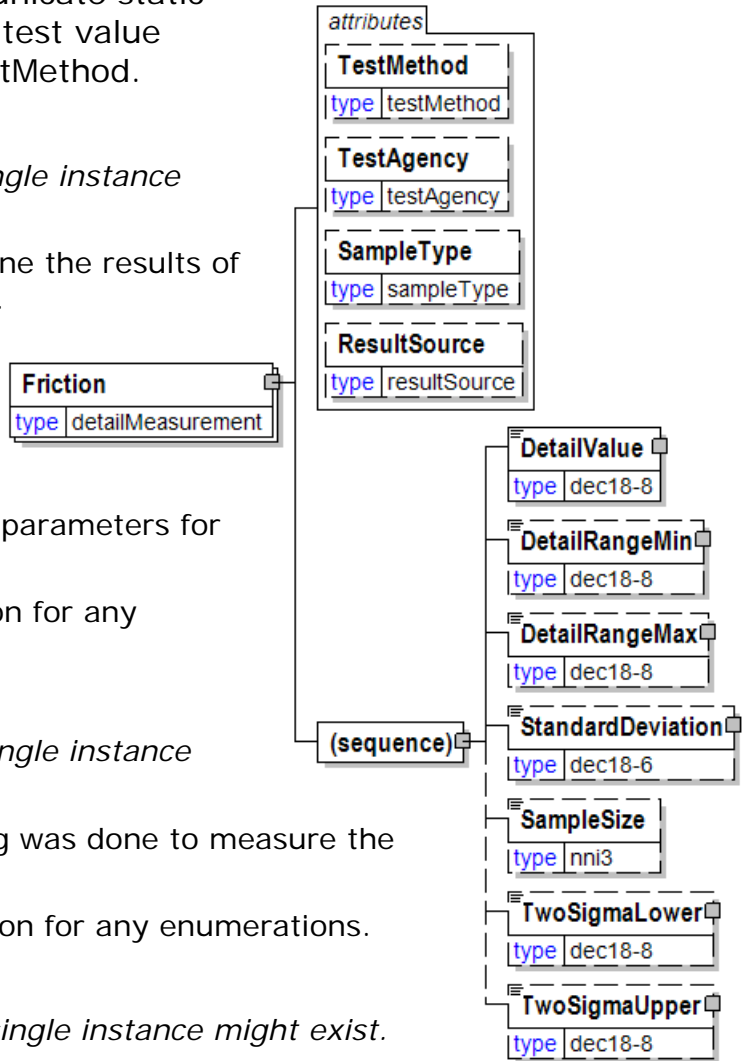 unicate static
test value
stMethod.
ngle instance
ne the results of
Friction
type detailMeasurement
parameters for
on for any
ngle instance
g was done to measure the
on for any enumerations.
single instance might exist.
attributes
TestMethod
type testMethod
TestAgency
type testAgency
SampleType
type sampleType
ResultSource
type resultSource
(sequence)
DetailValue
type dec18-8
DetailRangeMin
type dec18-8
DetailRangeMax
type dec18-8
StandardDeviation
type dec18-6
SampleSize
type nni3
TwoSigmaLower
type dec18-8
TwoSigmaUpper
type dec18-8